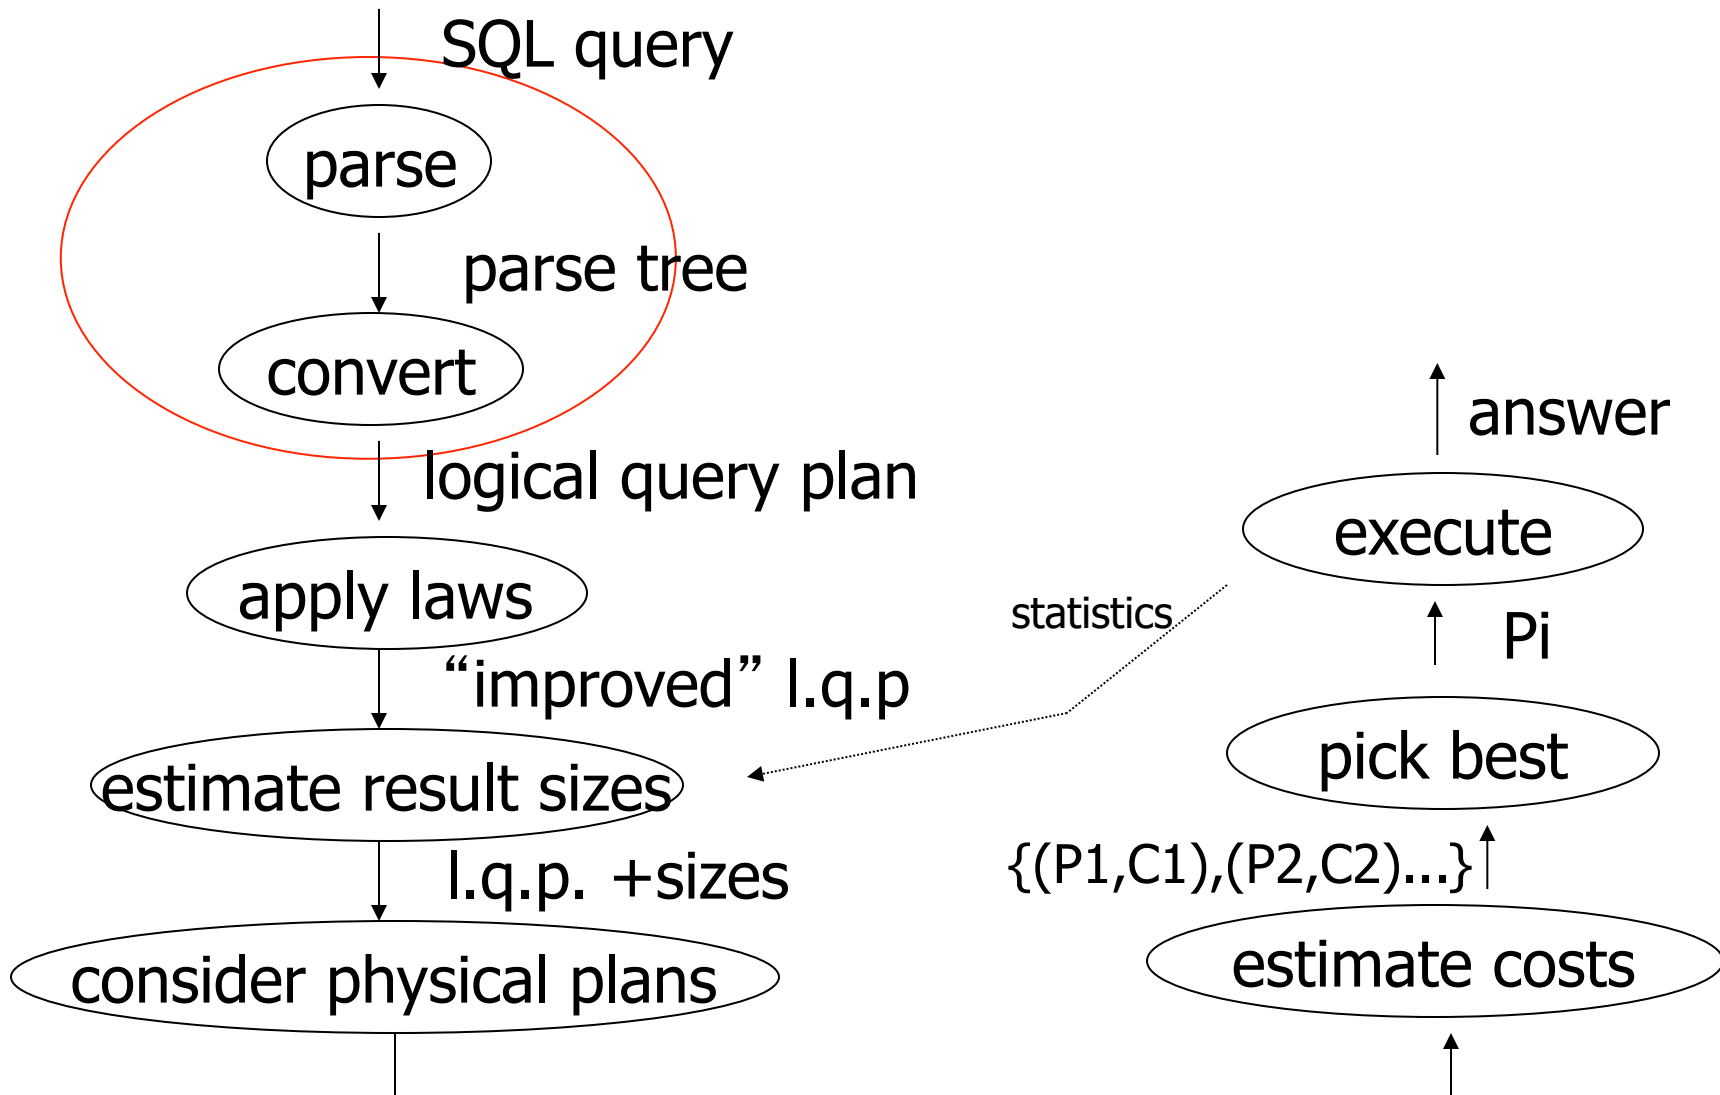 SQL query
parse
parse tree
convert
logical query plan
apply laws
“improved” l.q.p
estimate result sizes
l.q.p. +sizes
consider physical plans
answer
execute
statistics
Pi
pick best
{(P1,C1),(P2,C2)...}
estimate costs